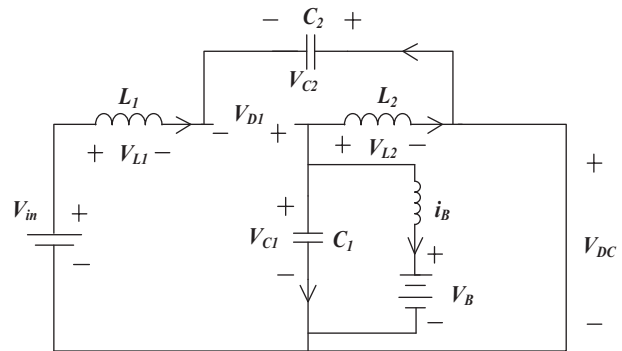 − C2 +
VC2
L1
VD1
− +
L2
+ VL1 −
+ VL2 −
Vin
+
−
+
VC1 C1
−
iB
+
VB
−
+
VDC
−